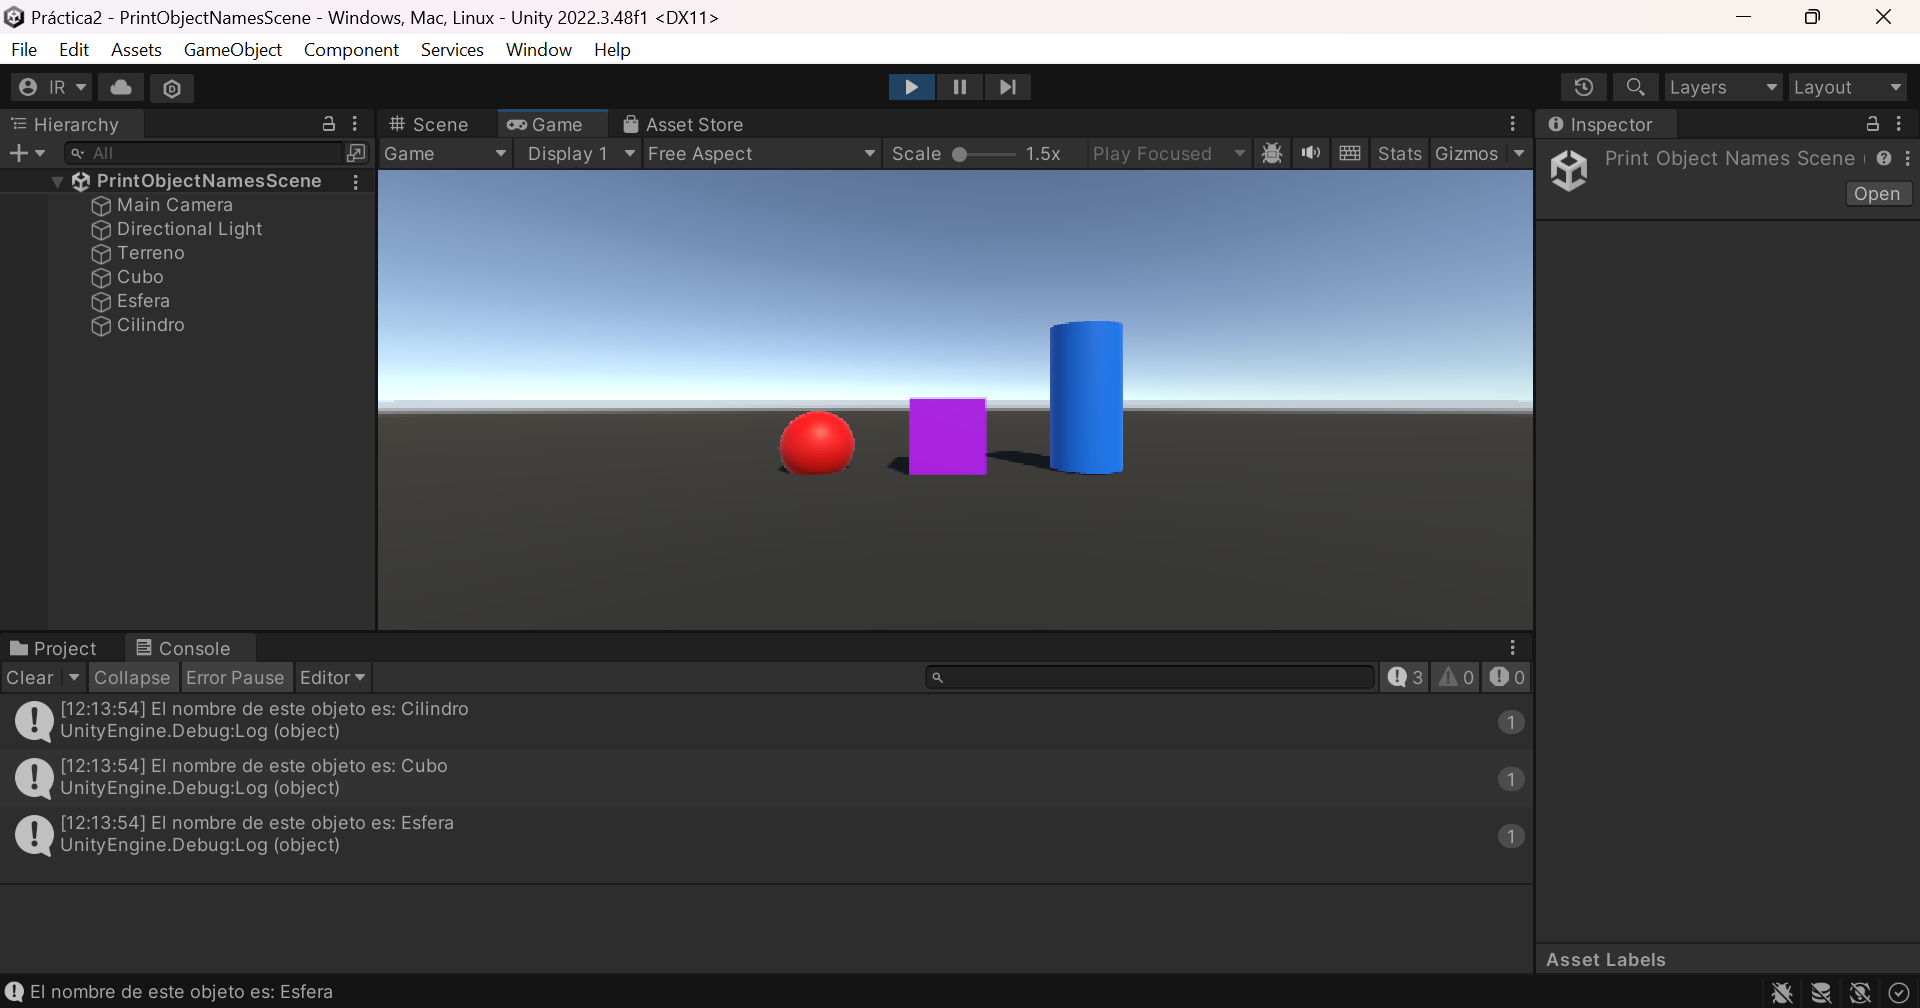 Práctica2 - PrintObjectNamesScene - Windows, Mac, Linux - Unity 2022.3.48f1 <DX11>
File Edit Assets GameObject Component Services Window Help
IR Layers Layout
Hierarchy
All
PrintObjectNamesScene
Main Camera
Directional Light
Terreno
Cubo
Esfera
Cilindro
Scene Game Asset Store
Game Display 1 Free Aspect Scale 1.5x Play Focused Stats Gizmos
Inspector
Print Object Names Scene (
Open
Project Console
Clear Collapse Error Pause Editor 3 0 0
[12:13:54] El nombre de este objeto es: Cilindro
UnityEngine.Debug:Log (object)
1
[12:13:54] El nombre de este objeto es: Cubo
UnityEngine.Debug:Log (object)
1
[12:13:54] El nombre de este objeto es: Esfera
UnityEngine.Debug:Log (object)
1
Asset Labels
El nombre de este objeto es: Esfera